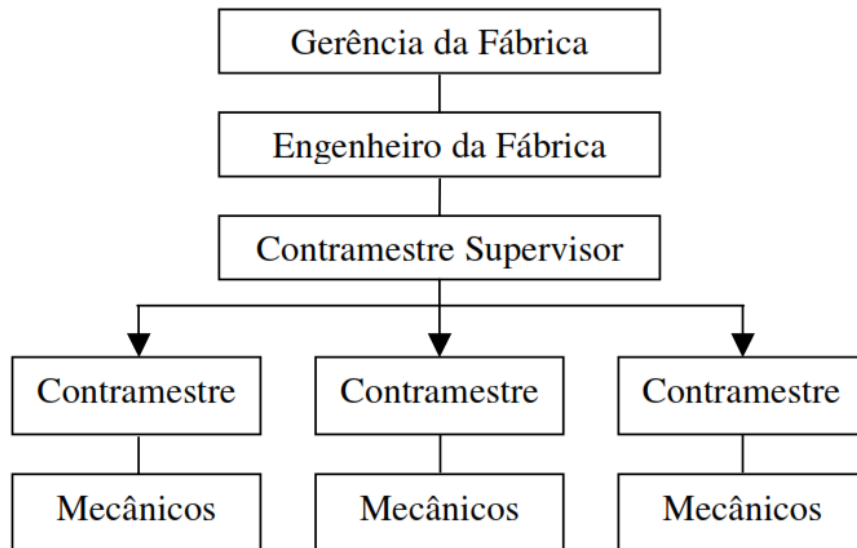 Gerência da Fábrica
Engenheiro da Fábrica
Contramestre Supervisor
Contramestre
Contramestre
Contramestre
Mecânicos
Mecânicos
Mecânicos